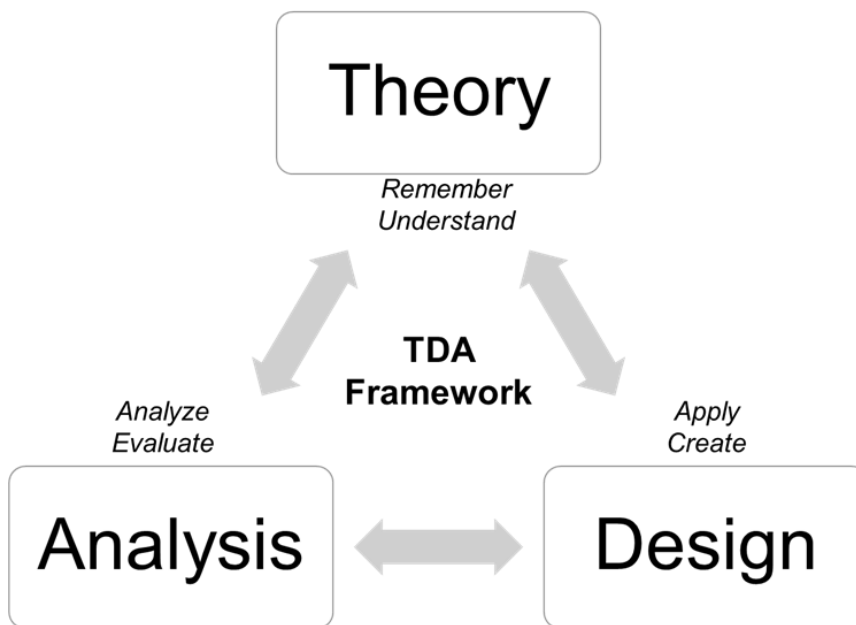 Theory
Remember
Understand
TDA
Framework
Analyze
Evaluate
Apply
Create
Analysis
Design